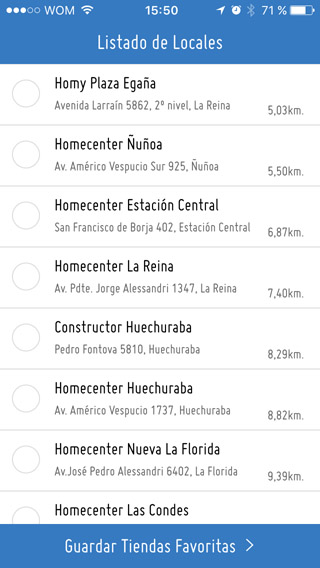 WOM 15:50 71 %
Listado de Locales
Homy Plaza Egaña
Avenida Larraín 5862, 2º nivel, La Reina
5,03km.
Homecenter Ñuñoa
Av. Américo Vespucio Sur 925, Ñuñoa
5,50km.
Homecenter Estación Central
San Francisco de Borja 402, Estación Central
6,87km.
Homecenter La Reina
Av. Pdte. Jorge Alessandri 1347, La Reina
7,40km.
Constructor Huechuraba
Pedro Fontova 5810, Huechuraba
8,29km.
Homecenter Huechuraba
Av. Américo Vespucio 1737, Huechuraba
8,82km.
Homecenter Nueva La Florida
Av.José Pedro Alessandri 6402, La Florida
9,39km.
Homecenter Las Condes
Guardar Tiendas Favoritas